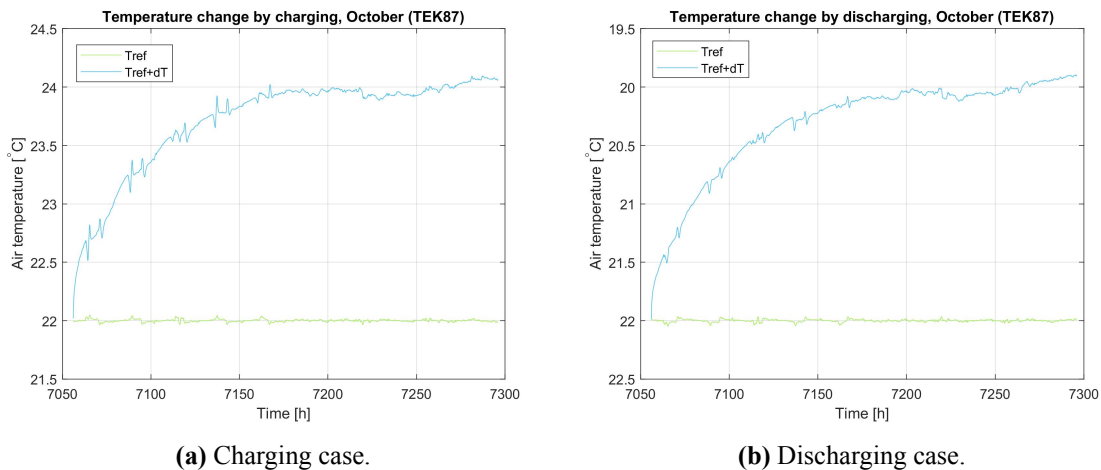 Temperature change by charging, October (TEK87)
24.5
24
23.5
23
22.5
22
21.5
Air temperature [°C]
Tref
Tref+dT
7050
7100
7150
7200
7250
7300
Time [h]
(a) Charging case.
Temperature change by discharging, October (TEK87)
19.5
20
20.5
21
21.5
22
22.5
Air temperature [°C]
Tref
Tref+dT
7050
7100
7150
7200
7250
7300
Time [h]
(b) Discharging case.